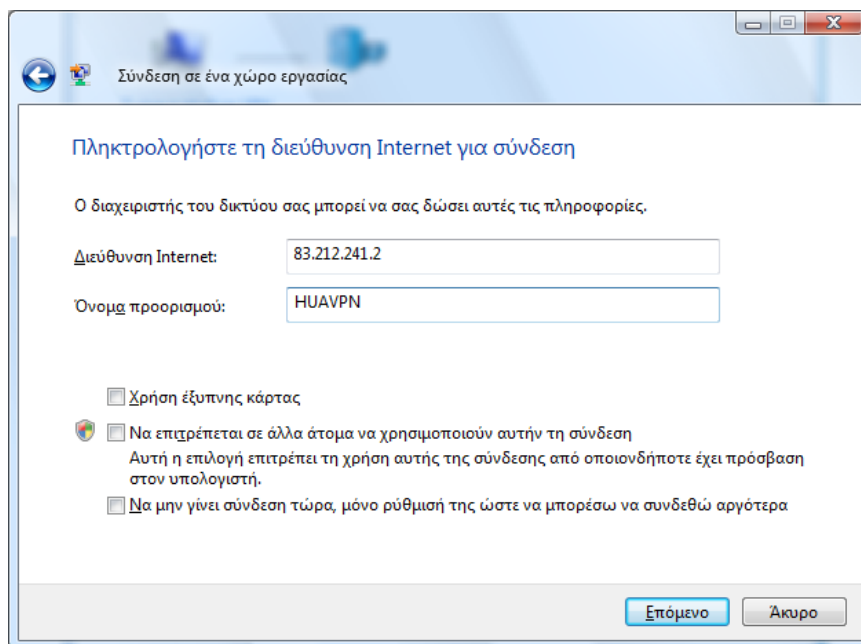 Σύνδεση σε ένα χώρο εργασίας
Πληκτρολογήστε τη διεύθυνση Internet για σύνδεση
Ο διαχειριστής του δικτύου σας μπορεί να σας δώσει αυτές τις πληροφορίες.
Διεύθυνση Internet: 83.212.241.2
Όνομα προορισμού: HUAVPN
Χρήση έξυπνης κάρτας
Να επιτρέπεται σε άλλα άτομα να χρησιμοποιούν αυτήν τη σύνδεση
Αυτή η επιλογή επιτρέπει τη χρήση αυτής της σύνδεσης από οποιονδήποτε έχει πρόσβαση
στον υπολογιστή.
Να μην γίνει σύνδεση τώρα, μόνο ρύθμισή της ώστε να μπορέσω να συνδεθώ αργότερα
Επόμενο Άκυρο